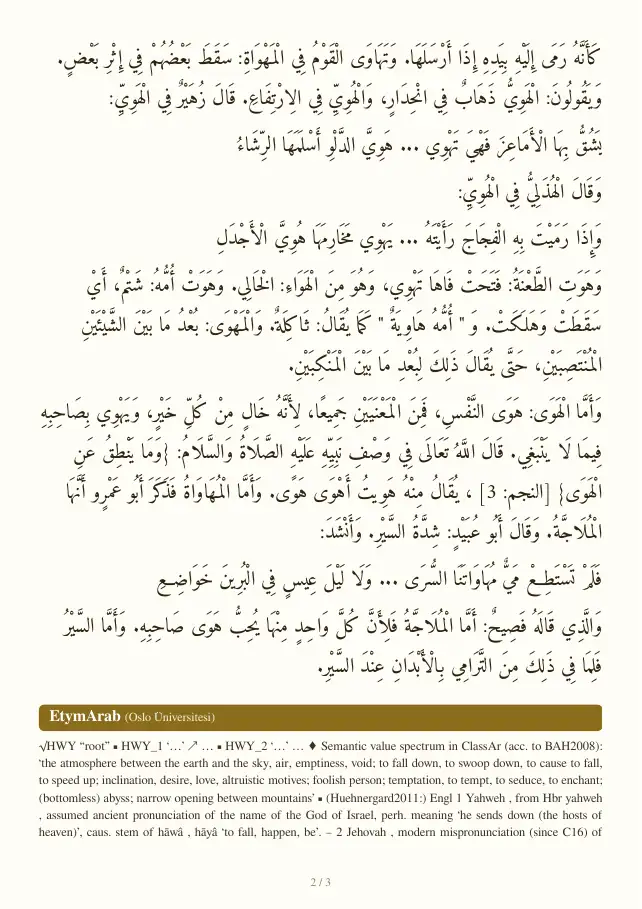 كَأَنَّهُ رَمَى إِلَيْهِ بِيَدِهِ إِذَا أَرْسَلَهَا. وَتَهَاوَى الْقَوْمُ فِي الْمَهْوَاةِ: سَقَطَ بَعْضُهُمْ فِي إِثْرِ بَعْضٍ.
وَيَقُولُونَ: الْهَوِيُّ ذَهَابٌ فِي انْحِدَارٍ، وَالْهُوِيِّ فِي الِارْتِفَاعِ. قَالَ زُهَيْرٌ فِي الْهَوِيِّ:
يَشُقُّ بِهَا الْأَمَاعِزَ فَهْيَ تَهْوِي ... هَوِيَّ الدَّلْوِ أَسْلَمَهَا الرِّشَاءُ
وَقَالَ الْهُذَلِيُّ فِي الْهُوِيِّ:
وَإِذَا رَمَيْتَ بِهِ الْفِجَاجَ رَأَيْتَهُ ... يَهْوِي مَخَارِمَهَا هُوِيَّ الْأَجْدَلِ
وَهَوَتِ الطَّعْنَةُ: فَتَحَتْ فَاهَا تَهْوِي، وَهُوَ مِنَ الْهَوَاءِ: الْخَالِي. وَهَوَتْ أُمُّهُ: شَتْمٌ، أَيْ
سَقَطَتْ وَهَلَكَتْ. وَ " أُمُّهُ هَاوِيَةٌ " كَمَا يُقَالُ: ثَاكِلَةٌ. وَالْمَهْوَى: بُعْدُ مَا بَيْنَ الشَّيْئَيْنِ
الْمُنْتَصِبَيْنِ، حَتَّى يُقَالَ ذَلِكَ لِبُعْدِ مَا بَيْنَ الْمَنْكِبَيْنِ.
وَأَمَّا الْهَوَى: هَوَى النَّفْسِ، فَمِنَ الْمَعْنَيَيْنِ جَمِيعًا، لِأَنَّهُ خَالٍ مِنْ كُلِّ خَيْرٍ، وَيَهْوِي بِصَاحِبِهِ
فِيمَا لَا يَنْبَغِي. قَالَ اللَّهُ تَعَالَى فِي وَصْفِ نَبِيِّهِ عَلَيْهِ الصَّلَاةُ وَالسَّلَامُ: {وَمَا يَنْطِقُ عَنِ
الْهَوَى} [النجم: 3] ، يُقَالُ مِنْهُ هَوِيتُ أَهْوَى هَوًى. وَأَمَّا الْمُهَاوَاةُ فَذَكَرَ أَبُو عَمْرٍو أَنَّهَا
الْمُلَاجَّةُ. وَقَالَ أَبُو عُبَيْدٍ: شِدَّةُ السَّيْرِ. وَأَنْشَدَ:
فَلَمْ تَسْتَطِعْ مَيٌّ مُهَاوَاتَنَا السُّرَى ... وَلَا لَيْلَ عِيسٍ فِي الْبُرِينَ خَوَاضِعِ
وَالَّذِي قَالَهُ فَصِيحٌ: أَمَّا الْمُلَاجَّةُ فَلِأَنَّ كُلَّ وَاحِدٍ مِنْهَا يُحِبُّ هَوَى صَاحِبِهِ. وَأَمَّا السَّيْرُ
فَلِمَا فِي ذَلِكَ مِنَ التَّرَامِي بِالْأَبْدَانِ عِنْدَ السَّيْرِ.
EtymArab (Oslo Üniversitesi)
√HWY “root” ▪ HWY_1 ‘…’ ↗ … ▪ HWY_2 ‘…’ … ♦ Semantic value spectrum in ClassAr (acc. to BAH2008):
‘the atmosphere between the earth and the sky, air, emptiness, void; to fall down, to swoop down, to cause to fall,
to speed up; inclination, desire, love, altruistic motives; foolish person; temptation, to tempt, to seduce, to enchant;
(bottomless) abyss; narrow opening between mountains’ ▪ (Huehnergard2011:) Engl 1 Yahweh , from Hbr yahweh
, assumed ancient pronunciation of the name of the God of Israel, perh. meaning ‘he sends down (the hosts of
heaven)’, caus. stem of hāwâ , hāyâ ‘to fall, happen, be’. – 2 Jehovah , modern mispronunciation (since C16) of
2 / 3